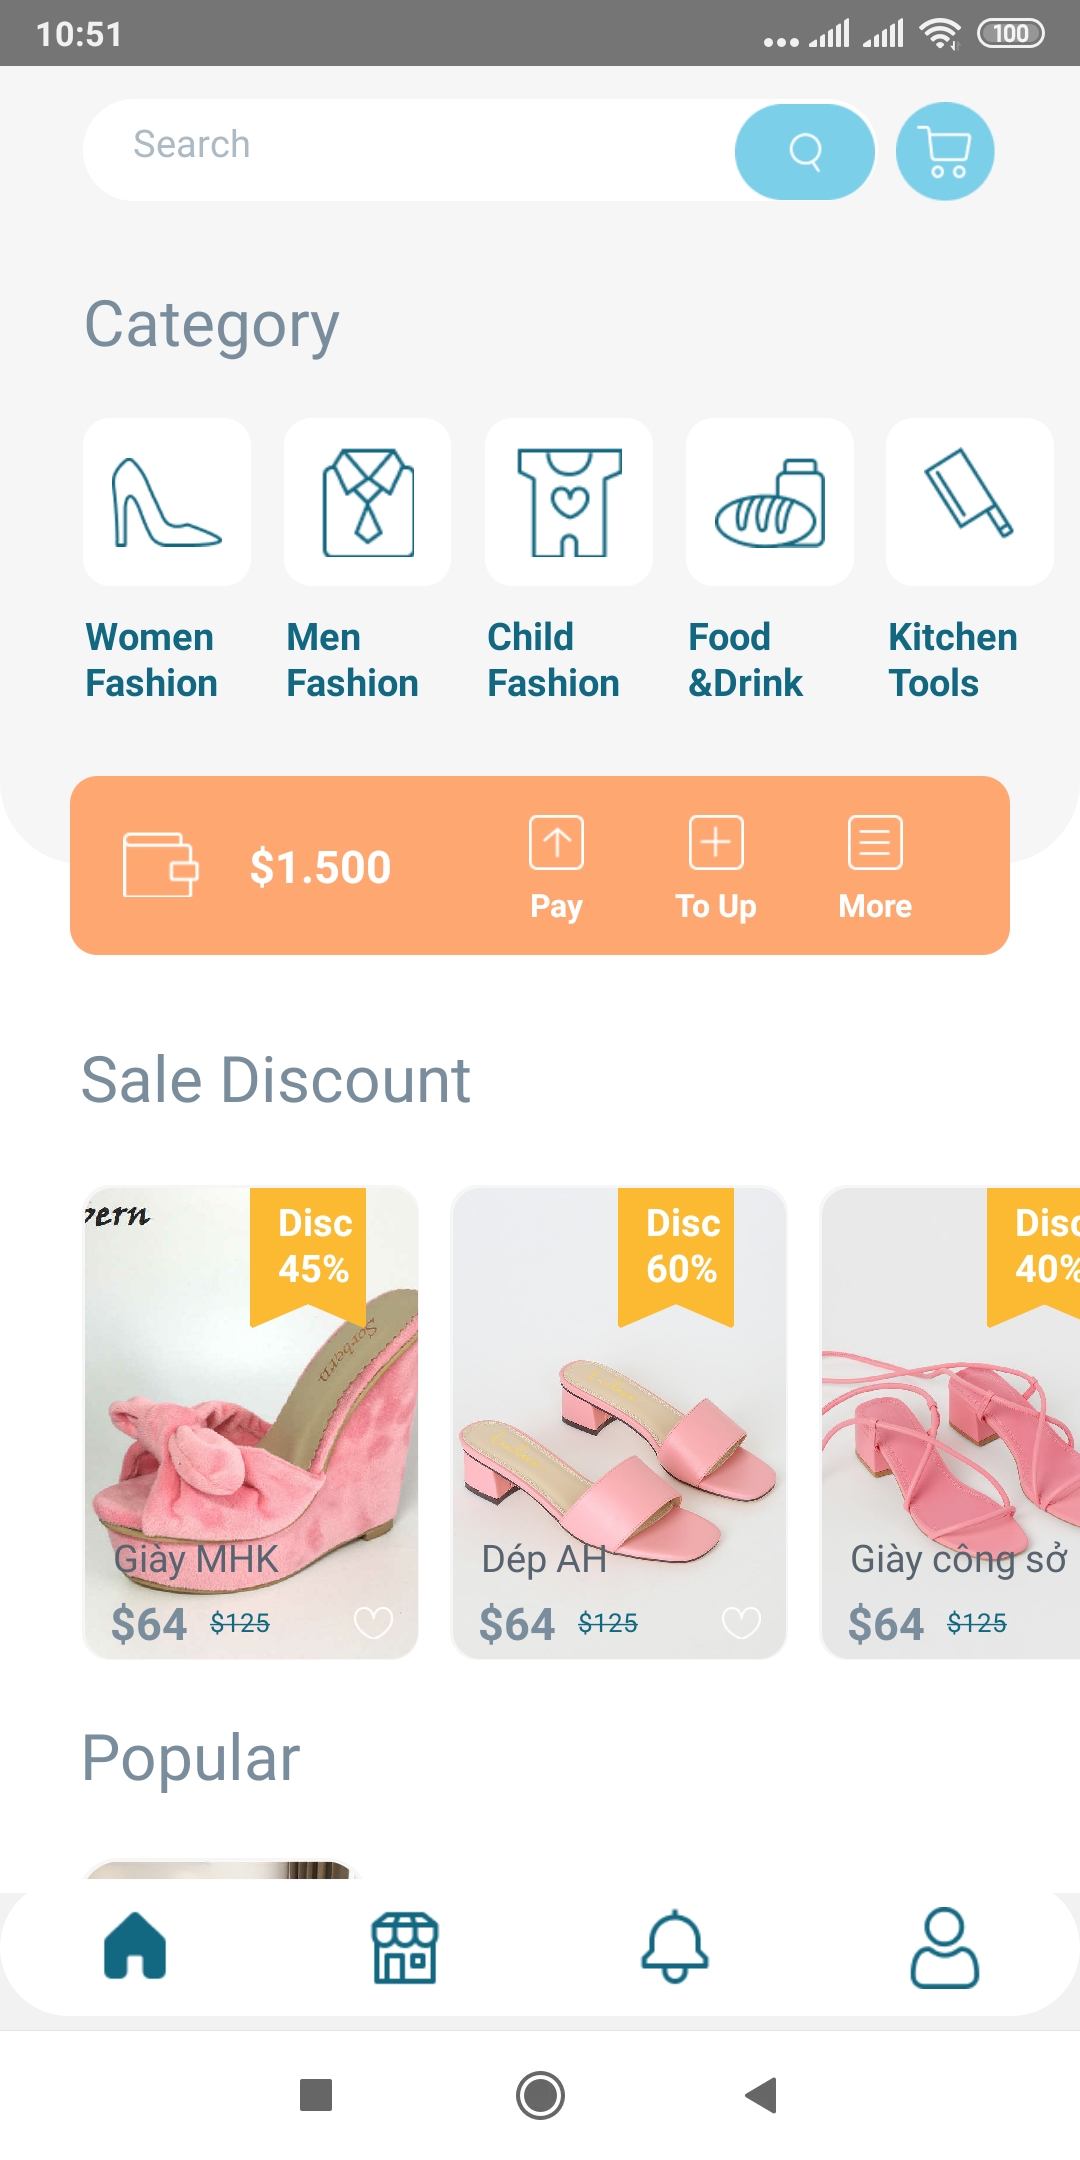 10:51
100
Search
Category
Women
Fashion
Men
Fashion
Child
Fashion
Food
&Drink
Kitchen
Tools
$1.500
Pay
To Up
More
Sale Discount
Disc
45%
Sorbern
Giày MHK
$64 $125
Disc
60%
Dép AH
$64 $125
Disc
40%
Giày công sở
$64 $125
Popular